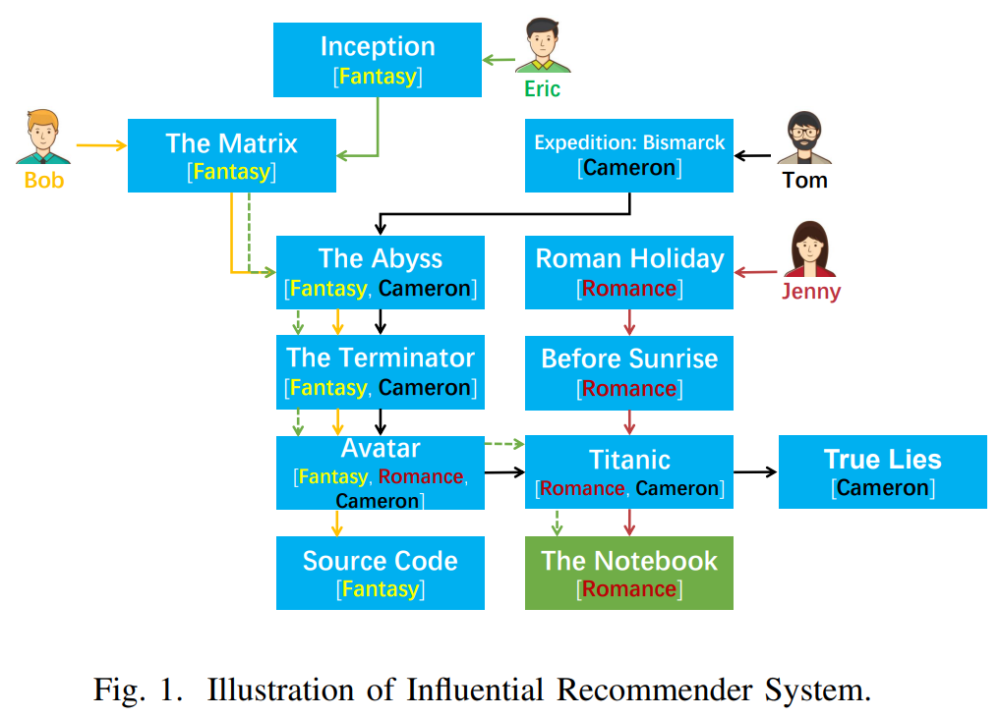 Inception
[Fantasy]
Eric
The Matrix
[Fantasy]
Bob
Expedition: Bismarck
[Cameron]
Tom
The Abyss
[Fantasy, Cameron]
Roman Holiday
[Romance]
Jenny
The Terminator
[Fantasy, Cameron]
Before Sunrise
[Romance]
Avatar
[Fantasy, Romance,
Cameron]
Titanic
[Romance, Cameron]
True Lies
[Cameron]
Source Code
[Fantasy]
The Notebook
[Romance]
Fig. 1. Illustration of Influential Recommender System.